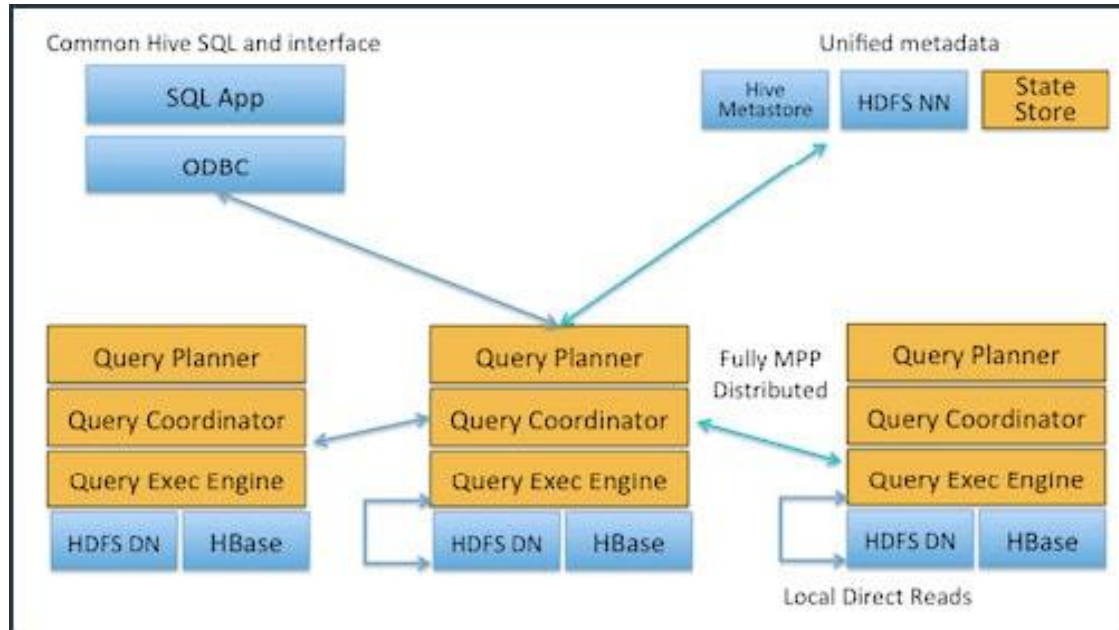 Common Hive SQL and interface
SQL App
ODBC
Unified metadata
Hive
Metastore
HDFS NN
State
Store
Query Planner
Query Coordinator
Query Exec Engine
HDFS DN
HBase
Query Planner
Query Coordinator
Query Exec Engine
HDFS DN
HBase
Fully MPP
Distributed
Query Planner
Query Coordinator
Query Exec Engine
HDFS DN
HBase
Local Direct Reads